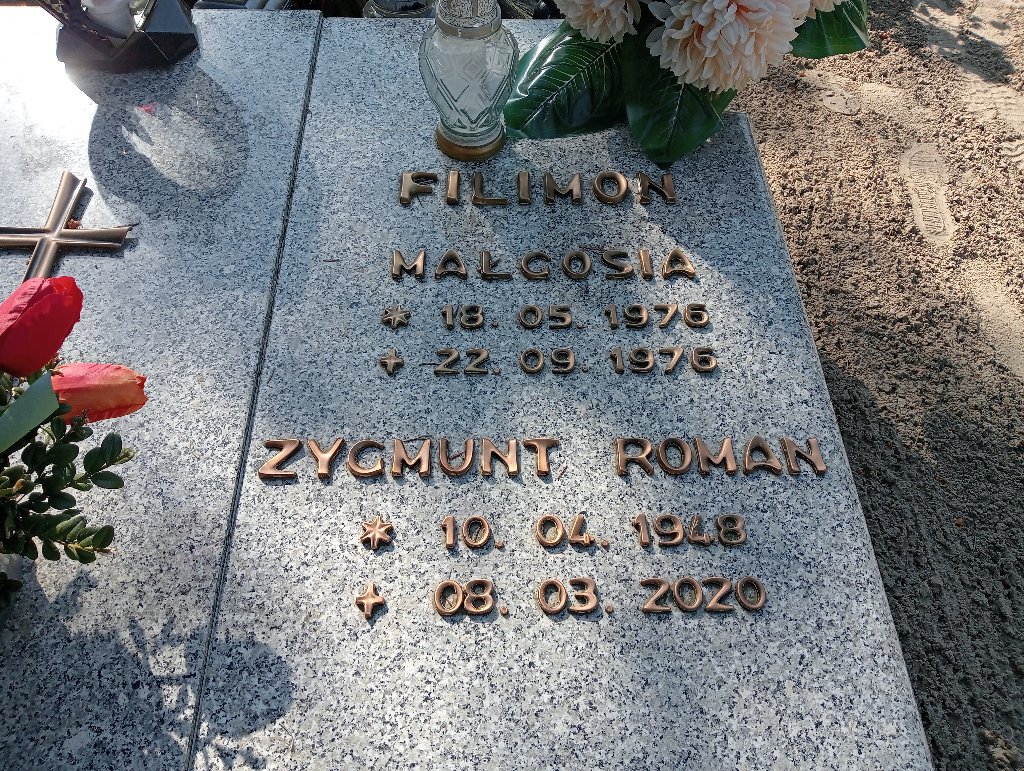 FILIMON
MAŁGOSIA
* 18. 05. 1976
+ 22. 09. 1976
ZYGMUNT ROMAN
* 10. 04. 1948
+ 08. 03. 2020